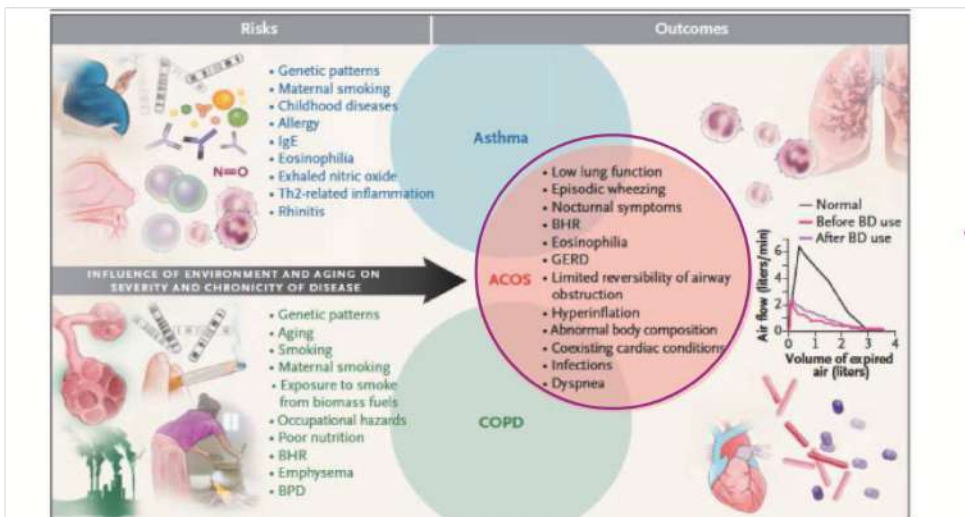 Risks
Outcomes
• Genetic patterns
• Maternal smoking
• Childhood diseases
• Allergy
• IgE
• Eosinophilia
• Exhaled nitric oxide
• Th2-related inflammation
• Rhinitis
N=O
Asthma
• Low lung function
• Episodic wheezing
• Nocturnal symptoms
• BHR
• Eosinophilia
• GERD
• Limited reversibility of airway
obstruction
• Hyperinflation
• Abnormal body composition
• Coexisting cardiac conditions
• Infections
• Dyspnea
ACOS
INFLUENCE OF ENVIRONMENT AND AGING ON
SEVERITY AND CHRONICITY OF DISEASE
• Genetic patterns
• Aging
• Smoking
• Maternal smoking
• Exposure to smoke
from biomass fuels
• Occupational hazards
• Poor nutrition
• BHR
• Emphysema
• BPD
COPD
Normal
Before BD use
After BD use
Air flow (liters/min)
8
6
4
2
0
0 1 2 3 4
Volume of expired
air (liters)